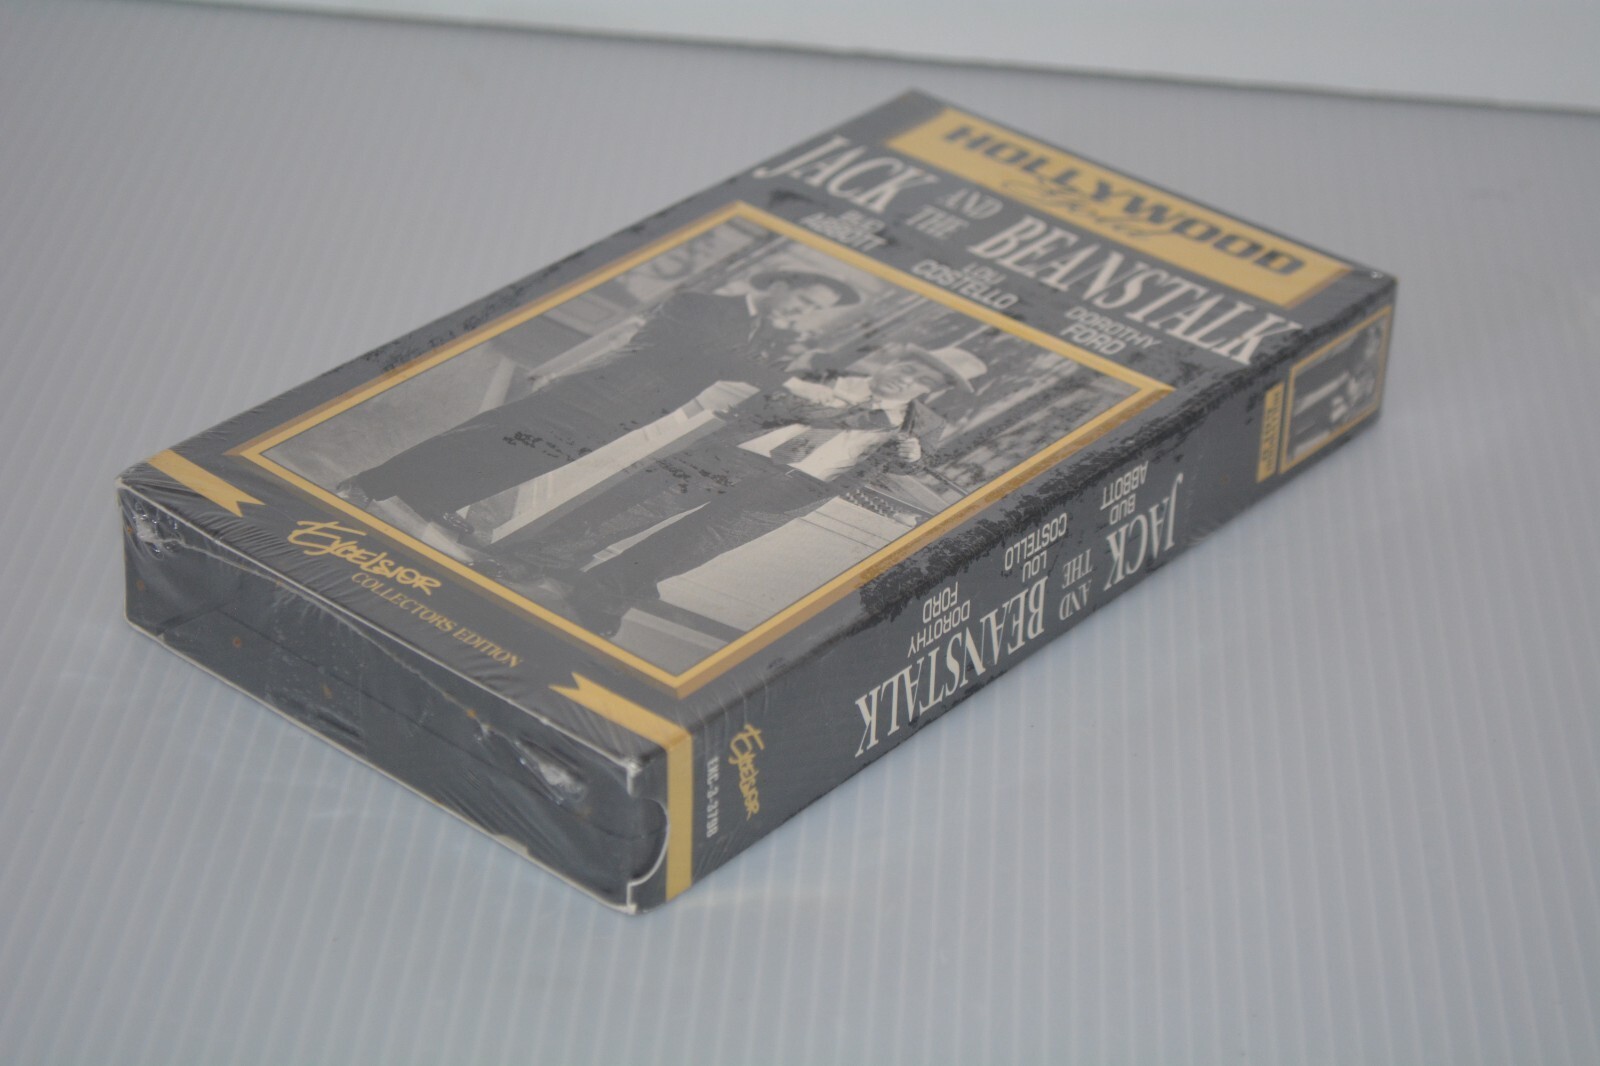 HOLLYWOOD
Gold
JACK AND THE BEANSTALK
BUD ABBOTT
LOU COSTELLO
DOROTHY FORD
EXCELSIOR
COLLECTORS EDITION
JACK AND THE BEANSTALK
BUD ABBOTT
LOU COSTELLO
DOROTHY FORD
EXCELSIOR